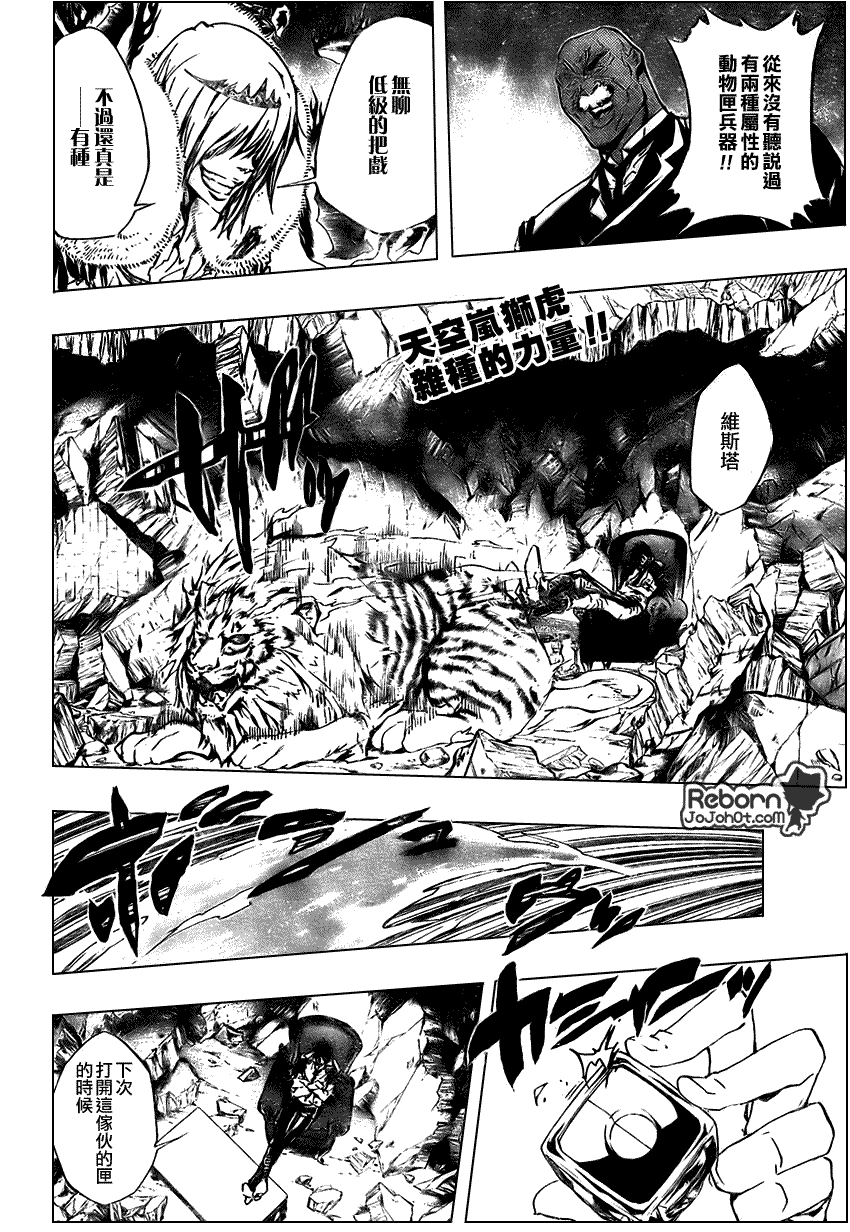 從來沒有聽説過
有兩種屬性的
動物匣兵器!!
無聊
低級的把戲
不過還真是
——有種
天空嵐獅虎
雜種的力量!!
維斯塔
Reborn
JoJohOt.com
下次
打開這傢伙的匣
的時候